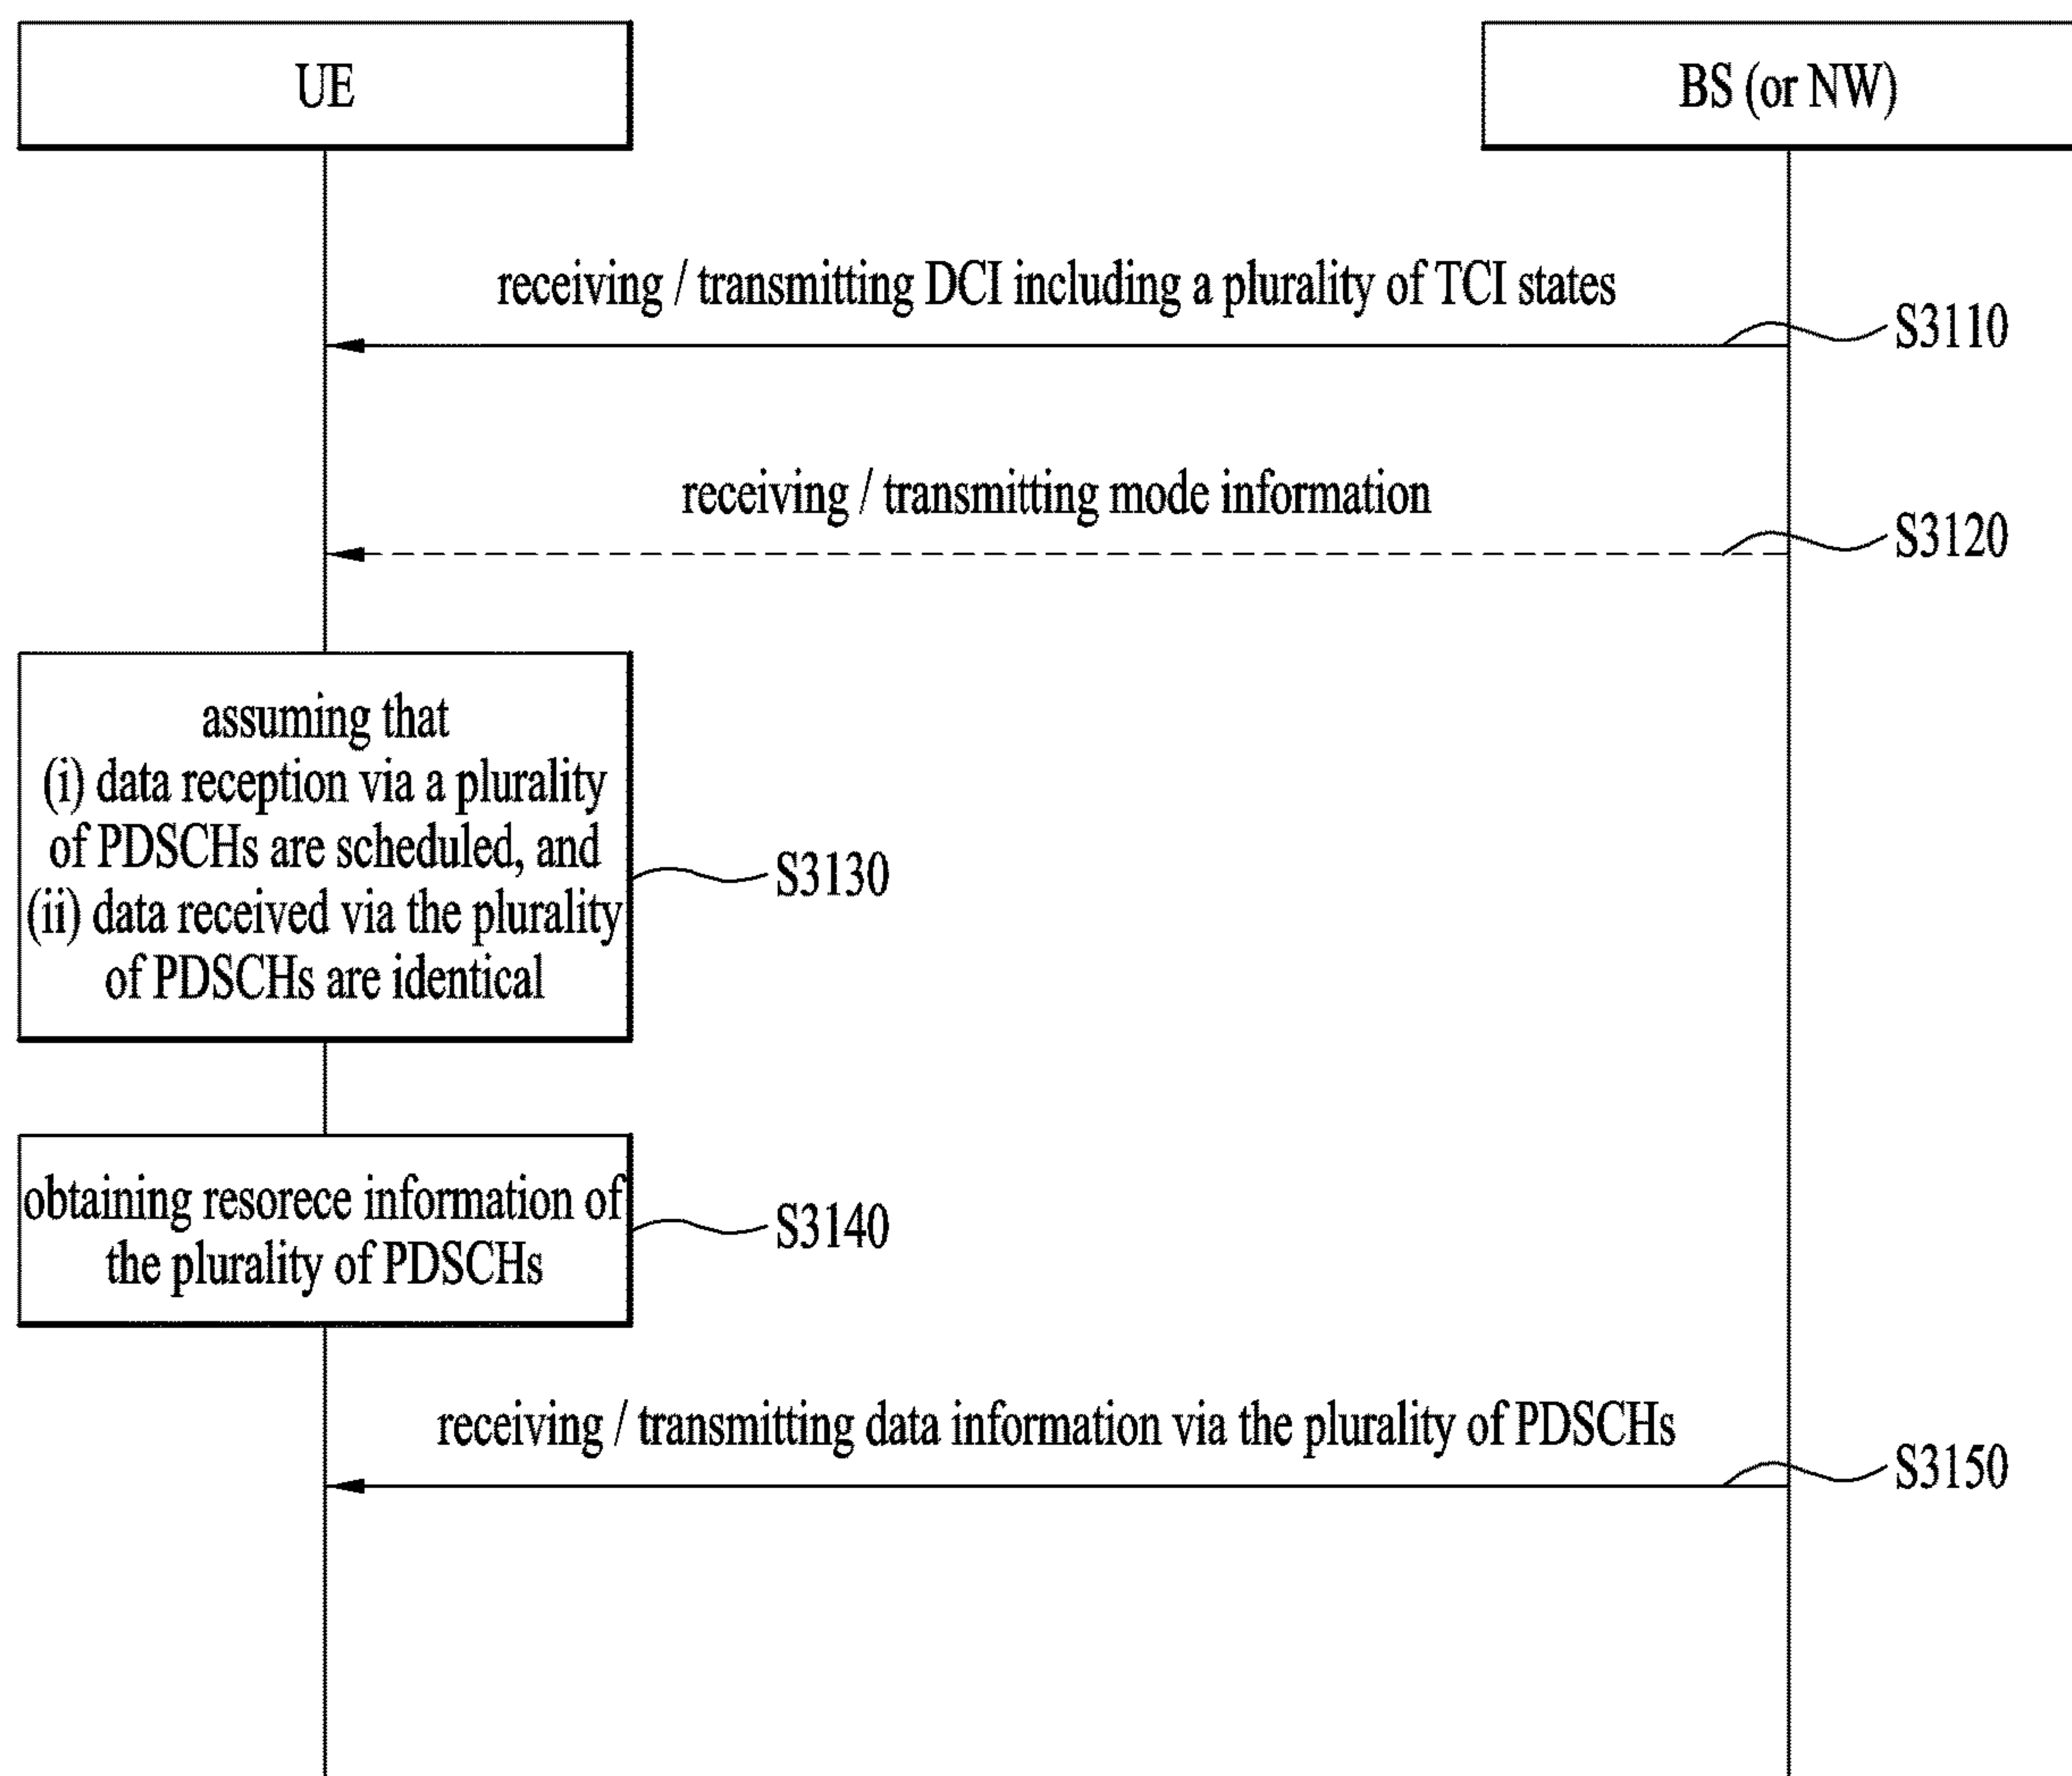 UE
BS (or NW)
receiving / transmitting DCI including a plurality of TCI states
S3110
receiving / transmitting mode information
S3120
assuming that
(i) data reception via a plurality
of PDSCHs are scheduled, and
(ii) data received via the plurality
of PDSCHs are identical
S3130
obtaining resorece information of
the plurality of PDSCHs
S3140
receiving / transmitting data information via the plurality of PDSCHs
S3150